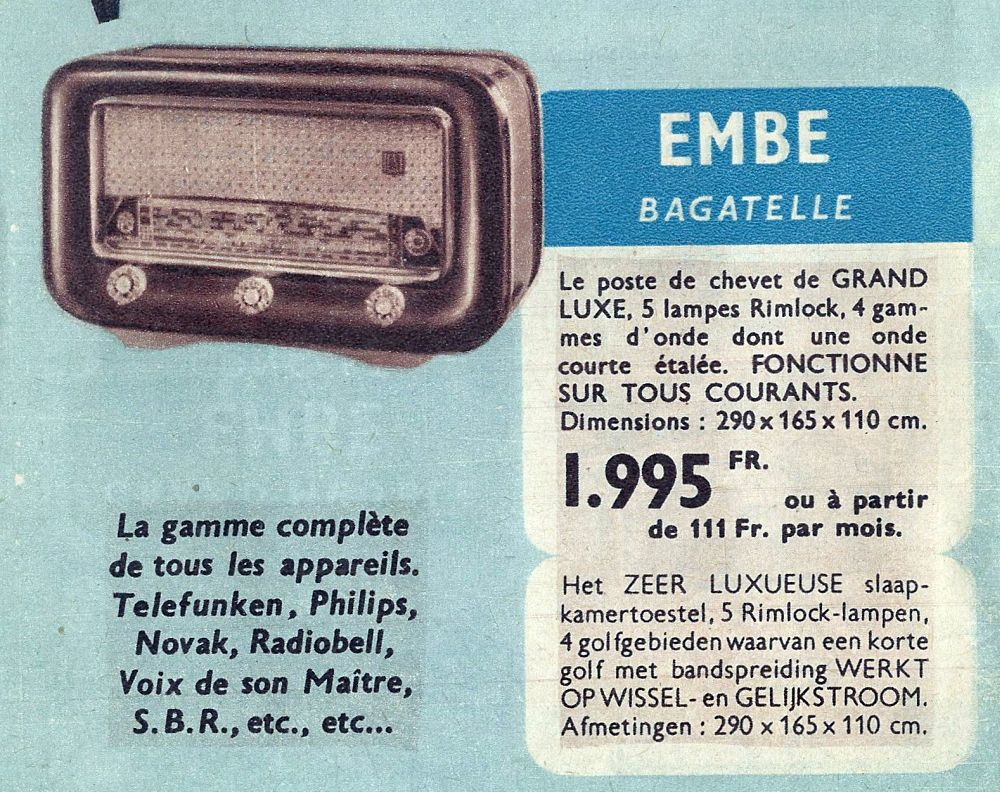 EMBE
BAGATELLE
Le poste de chevet de GRAND
LUXE, 5 lampes Rimlock, 4 gam-
mes d'onde dont une onde
courte étalée. FONCTIONNE
SUR TOUS COURANTS.
Dimensions : 290 x 165 x 110 cm.
1.995 FR.
ou à partir
de 111 Fr. par mois.
Het ZEER LUXUEUSE slaap-
kamertoestel, 5 Rimlock-lampen,
4 golfgebieden waarvan een korte
golf met bandspreiding WERKT
OP WISSEL- en GELIJKSTROOM.
Afmetingen : 290 x 165 x 110 cm.
La gamme complète
de tous les appareils.
Telefunken, Philips,
Novak, Radiobell,
Voix de son Maître,
S.B.R., etc., etc...